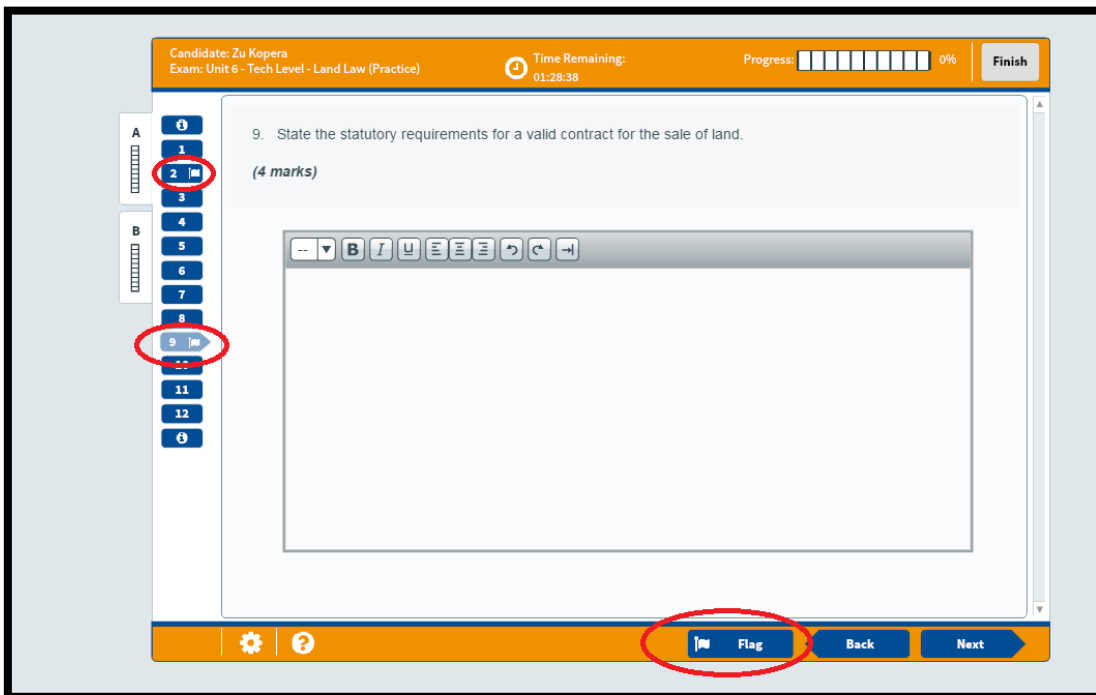 Candidate: Zu Kopera
Exam: Unit 6 - Tech Level - Land Law (Practice)
Time Remaining:
01:28:38
Progress: 0%
Finish
A
B
1
2
3
4
5
6
7
8
9
10
11
12
9. State the statutory requirements for a valid contract for the sale of land.
(4 marks)
-- B I U
Flag Back Next